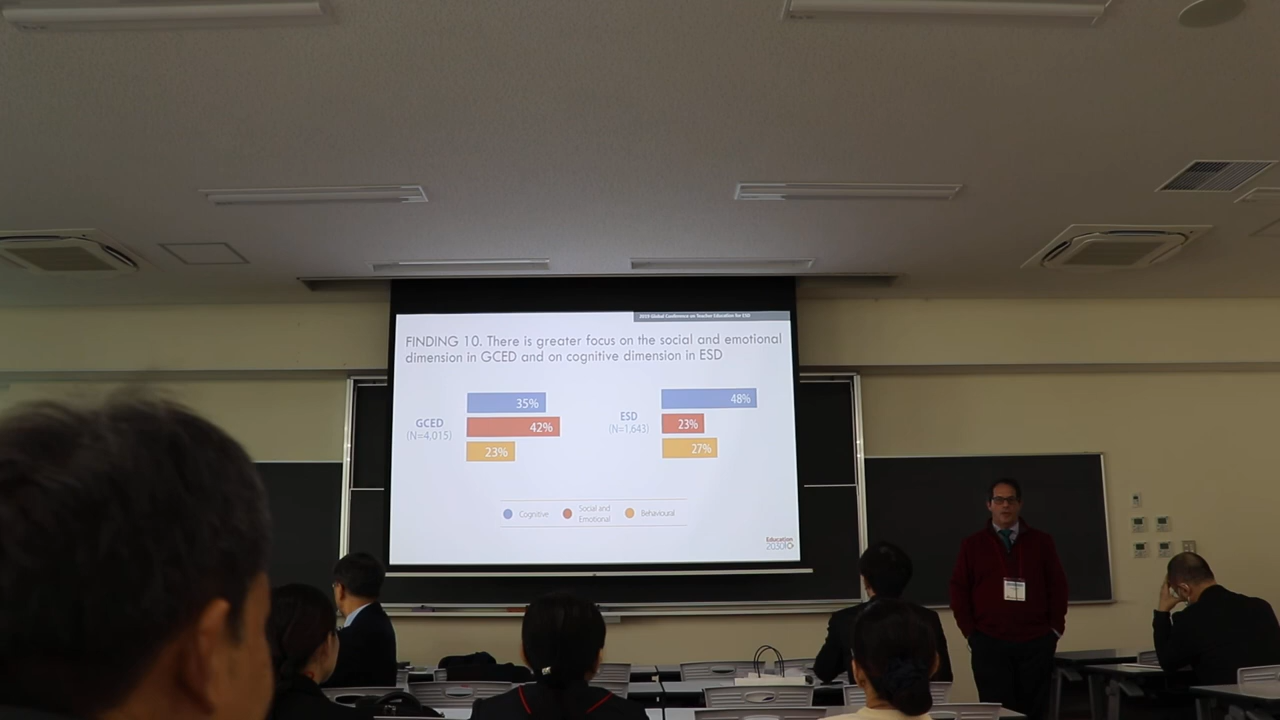 2019 Global Conference on Teacher Education for ESD
FINDING 10. There is greater focus on the social and emotional
dimension in GCED and on cognitive dimension in ESD
GCED
(N=4,015)
35%
42%
23%
ESD
(N=1,643)
48%
23%
27%
Cognitive
Social and
Emotional
Behavioural
Education
2030